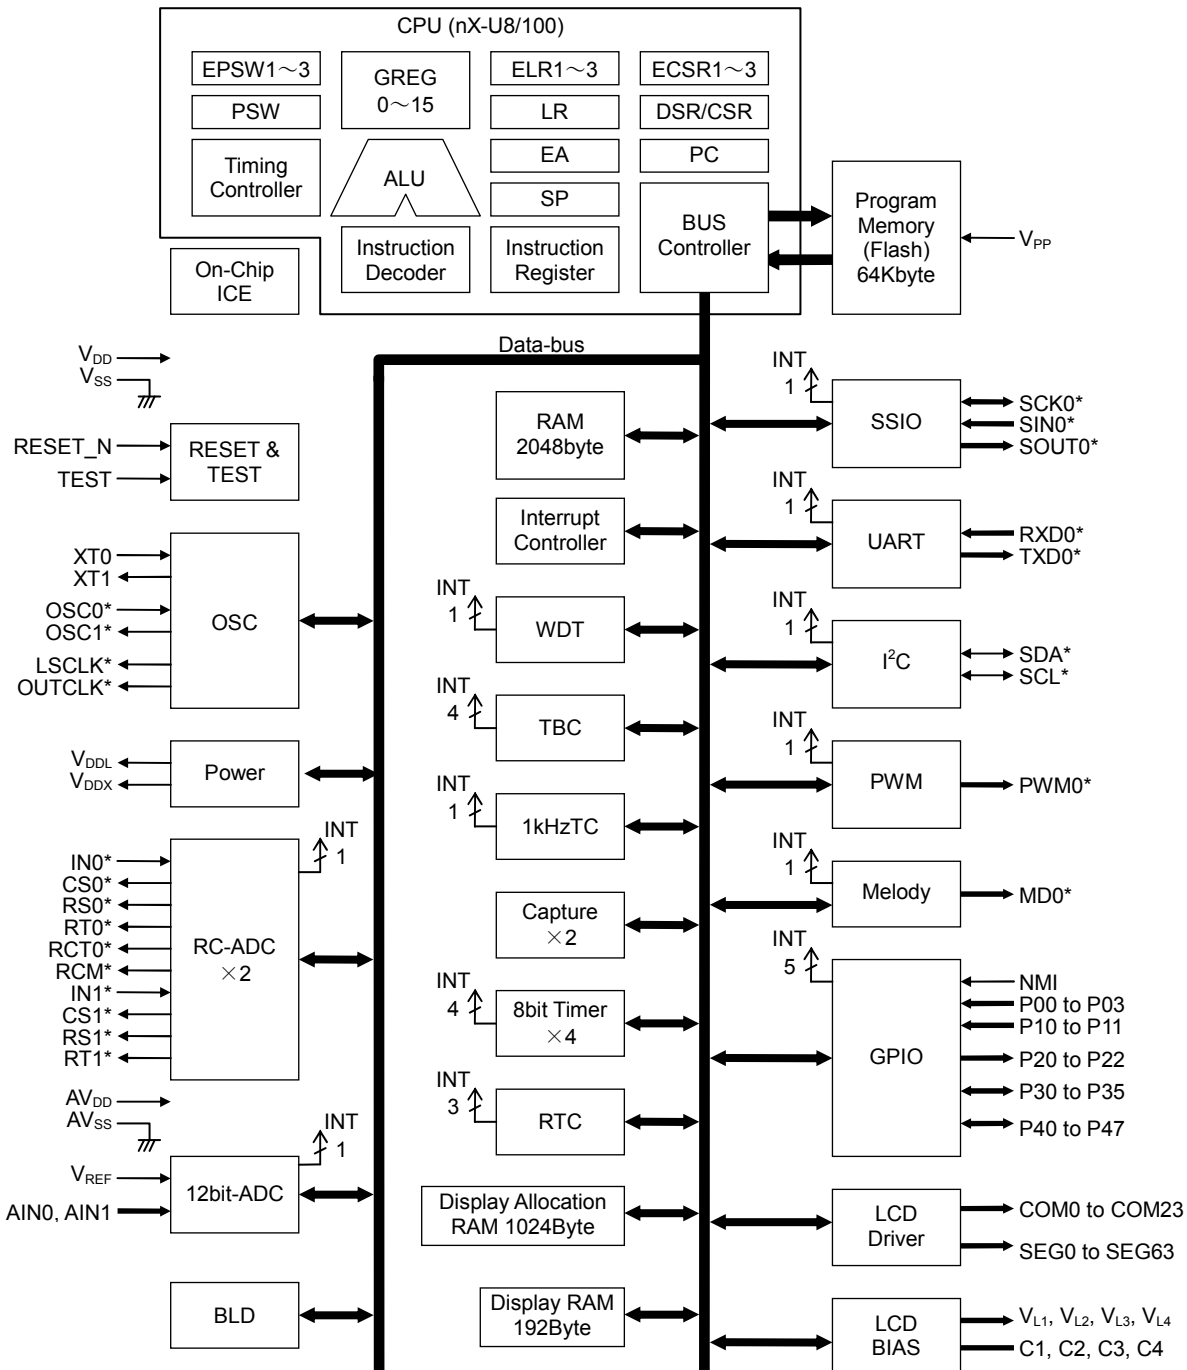 CPU (nX-U8/100)
EPSW1～3
GREG
0～15
ELR1～3
ECSR1～3
PSW
LR
DSR/CSR
Timing
Controller
ALU
EA
PC
SP
BUS
Controller
Instruction
Decoder
Instruction
Register
On-Chip
ICE
Program
Memory
(Flash)
64Kbyte
VPP
Data-bus
VDD
VSS
RESET_N
TEST
RESET &
TEST
XT0
XT1
OSC0*
OSC1*
LSCLK*
OUTCLK*
OSC
VDDL
VDDX
Power
INT
1
IN0*
CS0*
RS0*
RT0*
RCT0*
RCM*
IN1*
CS1*
RS1*
RT1*
RC-ADC
×2
AVDD
AVSS
INT
1
VREF
AIN0, AIN1
12bit-ADC
BLD
RAM
2048byte
Interrupt
Controller
INT
1
WDT
INT
4
TBC
INT
1
1kHzTC
Capture
×2
INT
4
8bit Timer
×4
INT
3
RTC
Display Allocation
RAM 1024Byte
Display RAM
192Byte
INT
1
SSIO
SCK0*
SIN0*
SOUT0*
INT
1
UART
RXD0*
TXD0*
INT
1
I²C
SDA*
SCL*
INT
1
PWM
PWM0*
INT
1
Melody
MD0*
INT
5
GPIO
NMI
P00 to P03
P10 to P11
P20 to P22
P30 to P35
P40 to P47
LCD
Driver
COM0 to COM23
SEG0 to SEG63
LCD
BIAS
VL1, VL2, VL3, VL4
C1, C2, C3, C4